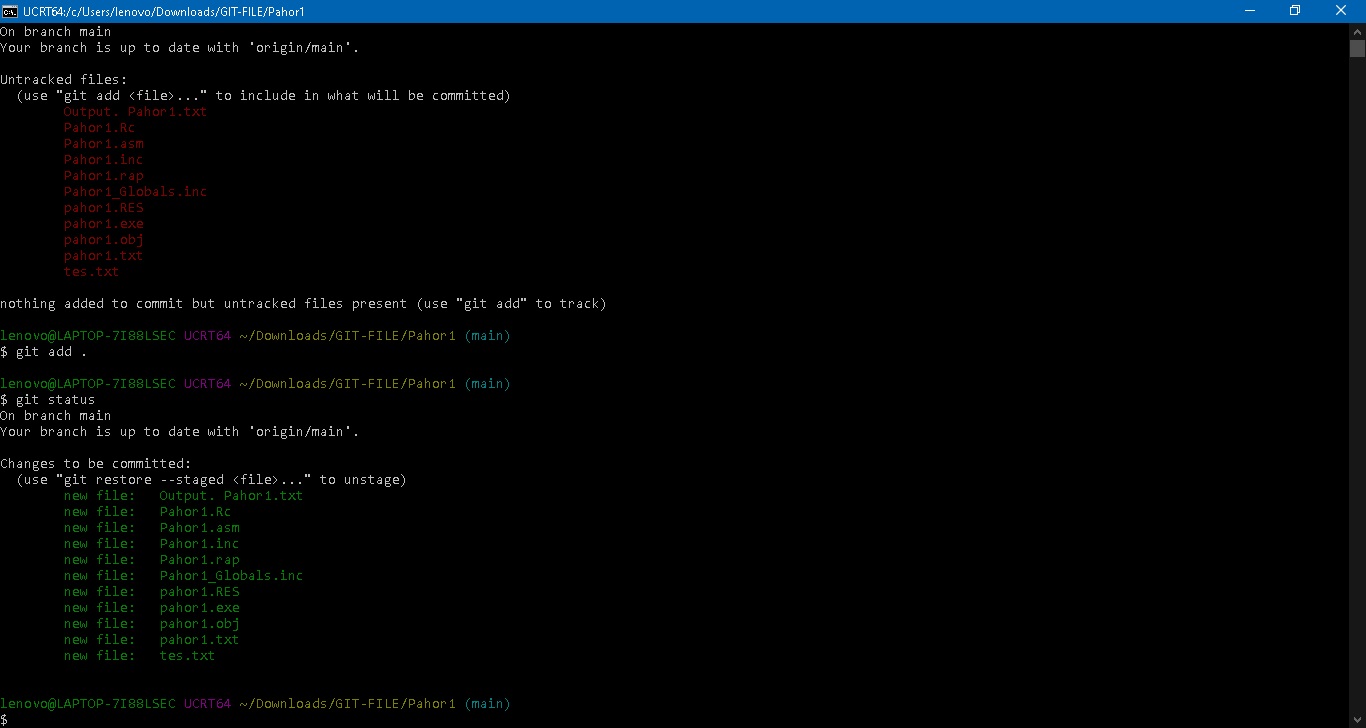 UCRT64:/c/Users/lenovo/Downloads/GIT-FILE/Pahor1
On branch main
Your branch is up to date with 'origin/main'.
Untracked files:
(use "git add <file>..." to include in what will be committed)
Output. Pahor1.txt
Pahor1.Rc
Pahor1.asm
Pahor1.inc
Pahor1.rap
Pahor1_Globals.inc
pahor1.RES
pahor1.exe
pahor1.obj
pahor1.txt
tes.txt
nothing added to commit but untracked files present (use "git add" to track)
lenovo@LAPTOP-7I88LSEC UCRT64 ~/Downloads/GIT-FILE/Pahor1 (main)
$ git add .
lenovo@LAPTOP-7I88LSEC UCRT64 ~/Downloads/GIT-FILE/Pahor1 (main)
$ git status
On branch main
Your branch is up to date with 'origin/main'.
Changes to be committed:
(use "git restore --staged <file>..." to unstage)
new file:   Output. Pahor1.txt
new file:   Pahor1.Rc
new file:   Pahor1.asm
new file:   Pahor1.inc
new file:   Pahor1.rap
new file:   Pahor1_Globals.inc
new file:   pahor1.RES
new file:   pahor1.exe
new file:   pahor1.obj
new file:   pahor1.txt
new file:   tes.txt
lenovo@LAPTOP-7I88LSEC UCRT64 ~/Downloads/GIT-FILE/Pahor1 (main)
$